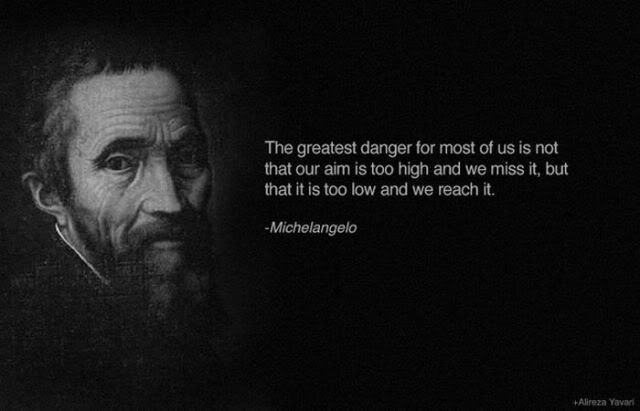 The greatest danger for most of us is not
that our aim is too high and we miss it, but
that it is too low and we reach it.
-Michelangelo
+Alireza Yavari